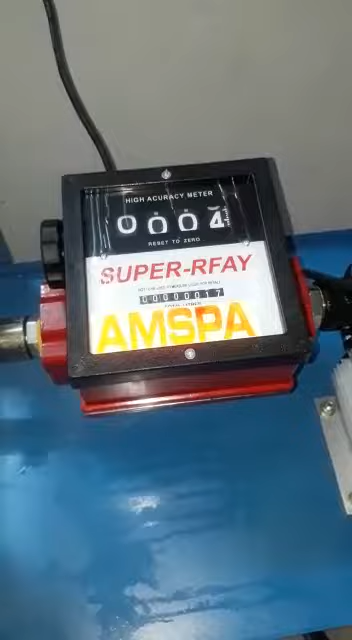 HIGH ACURACY METER
0004
RESET TO ZERO
SUPER-RFAY
00000017
AMSPA